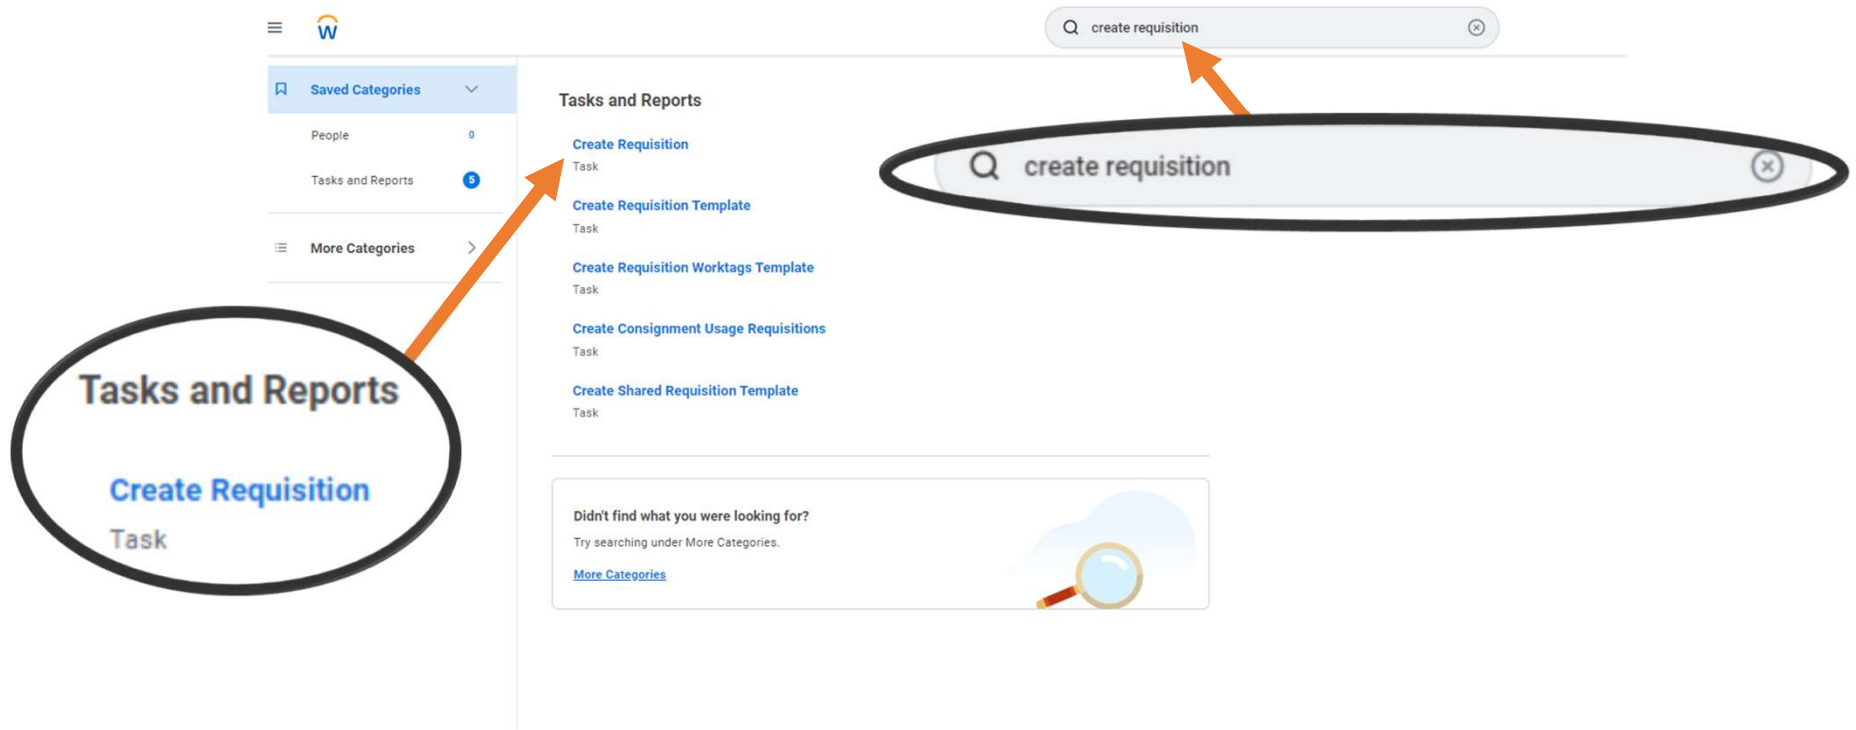 W
create requisition
Saved Categories
People 0
Tasks and Reports 5
More Categories
Tasks and Reports
Create Requisition
Task
Create Requisition Template
Task
Create Requisition Worktags Template
Task
Create Consignment Usage Requisitions
Task
Create Shared Requisition Template
Task
Didn't find what you were looking for?
Try searching under More Categories.
More Categories
create requisition
Tasks and Reports
Create Requisition
Task